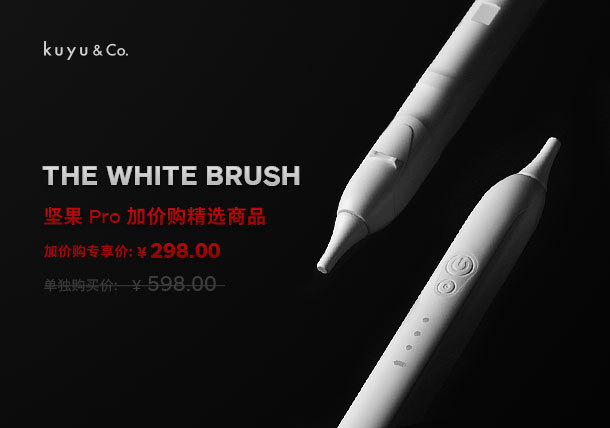 kuyu & Co.
THE WHITE BRUSH
坚果 Pro 加价购精选商品
加价购专享价: ¥ 298.00
单独购买价: ¥ 598.00